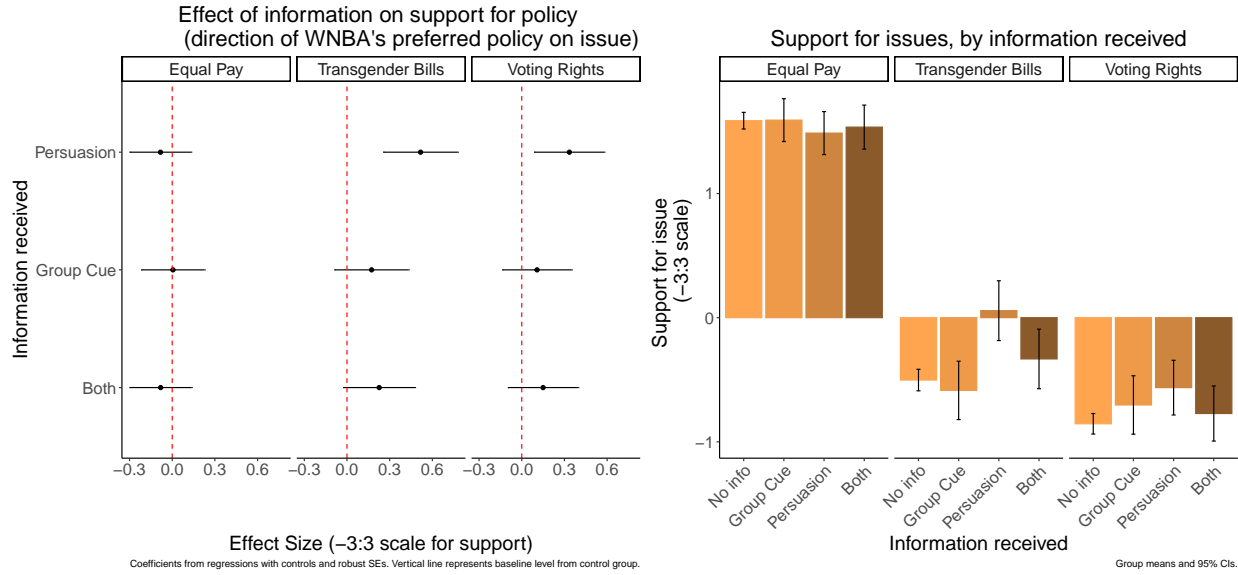 Effect of information on support for policy
(direction of WNBA's preferred policy on issue)
Equal Pay
Transgender Bills
Voting Rights
Information received
Persuasion
Group Cue
Both
−0.3 0.0 0.3 0.6
−0.3 0.0 0.3 0.6
−0.3 0.0 0.3 0.6
Effect Size (−3:3 scale for support)
Coefficients from regressions with controls and robust SEs. Vertical line represents baseline level from control group.
Support for issues, by information received
Equal Pay
Transgender Bills
Voting Rights
Support for issue
(−3:3 scale)
1
0
−1
No info
Group Cue
Persuasion
Both
No info
Group Cue
Persuasion
Both
No info
Group Cue
Persuasion
Both
Information received
Group means and 95% CIs.